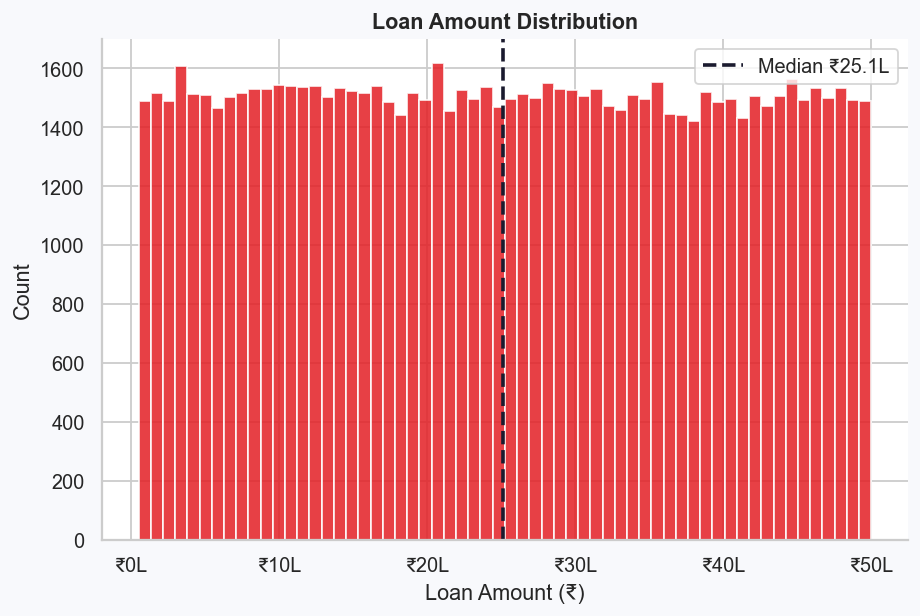 Loan Amount Distribution
Median ₹25.1L
1600
1400
1200
1000
800
600
400
200
0
Count
₹0L ₹10L ₹20L ₹30L ₹40L ₹50L
Loan Amount (₹)